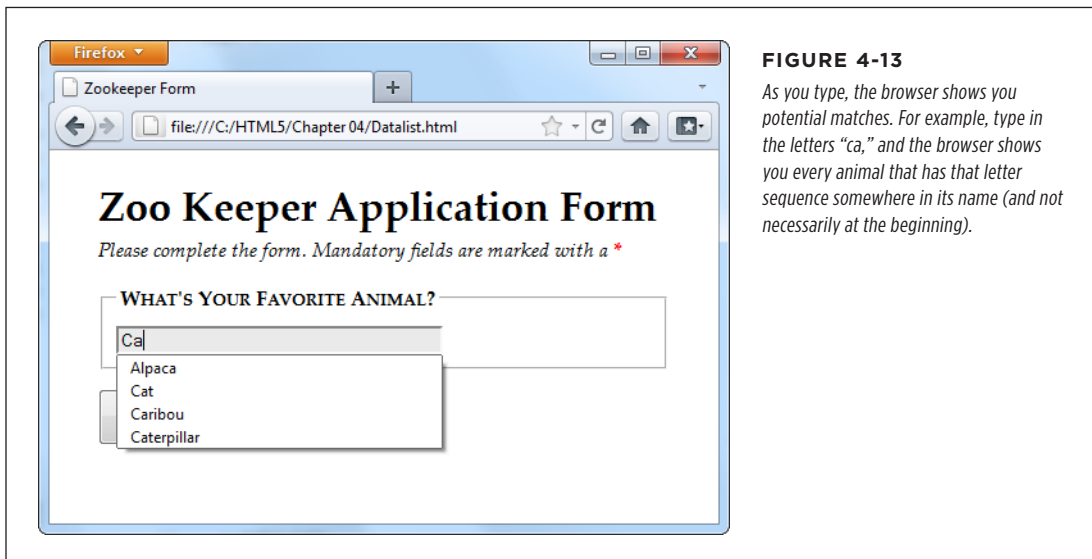 Firefox
Zookeeper Form
file:///C:/HTML5/Chapter 04/Datalist.html
Zoo Keeper Application Form
Please complete the form. Mandatory fields are marked with a *
WHAT'S YOUR FAVORITE ANIMAL?
Ca
Alpaca
Cat
Caribou
Caterpillar
FIGURE 4-13
As you type, the browser shows you
potential matches. For example, type in
the letters “ca,” and the browser shows
you every animal that has that letter
sequence somewhere in its name (and not
necessarily at the beginning).